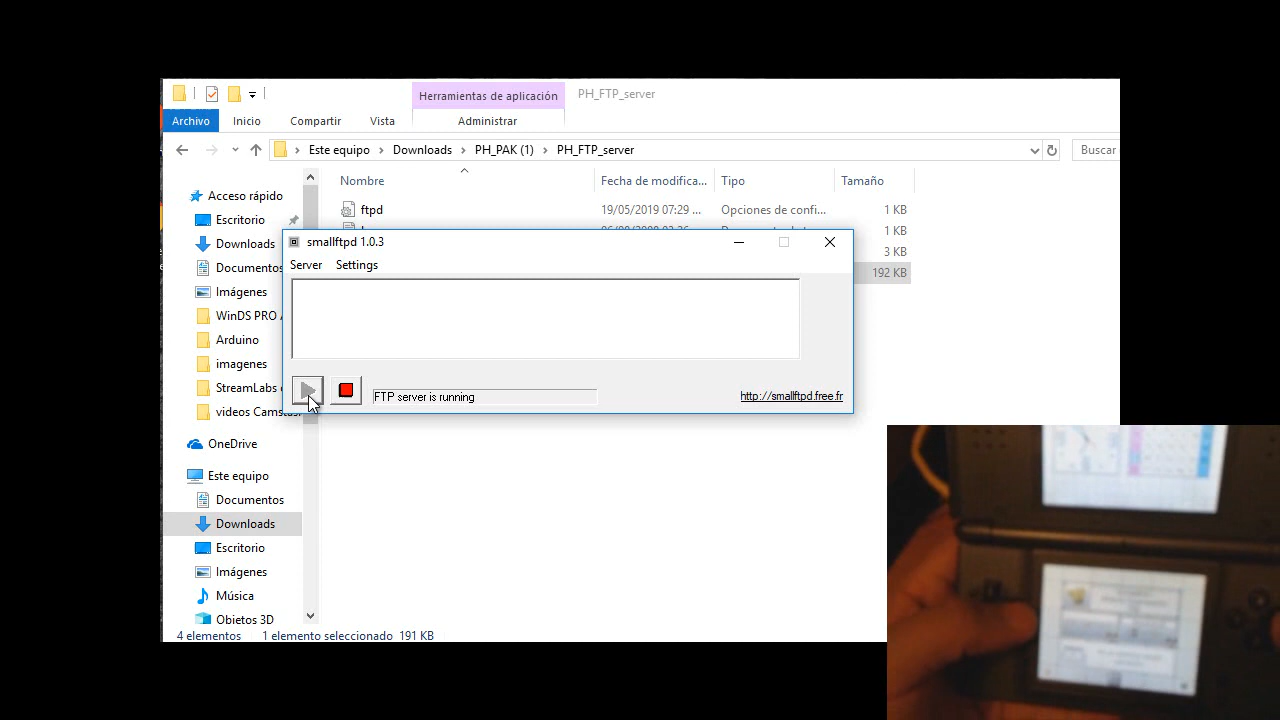 PH_FTP_server
Herramientas de aplicación
Archivo
Inicio
Compartir
Vista
Administrar
Este equipo
Downloads
PH_PAK (1)
PH_FTP_server
Buscar
Nombre
Fecha de modifica...
Tipo
Tamaño
Acceso rápido
ftpd
19/05/2019 07:29 ...
Opciones de confi...
1 KB
Escritorio
1 KB
Downloads
smallftpd 1.0.3
3 KB
Documentos
Server
Settings
192 KB
Imágenes
WinDS PRO
Arduino
imagenes
StreamLabs
videos
FTP server is running
http://smallftpd.free.fr
OneDrive
Este equipo
Documentos
Downloads
Escritorio
Imágenes
Música
Objetos 3D
4 elementos
1 elemento seleccionado 191 KB